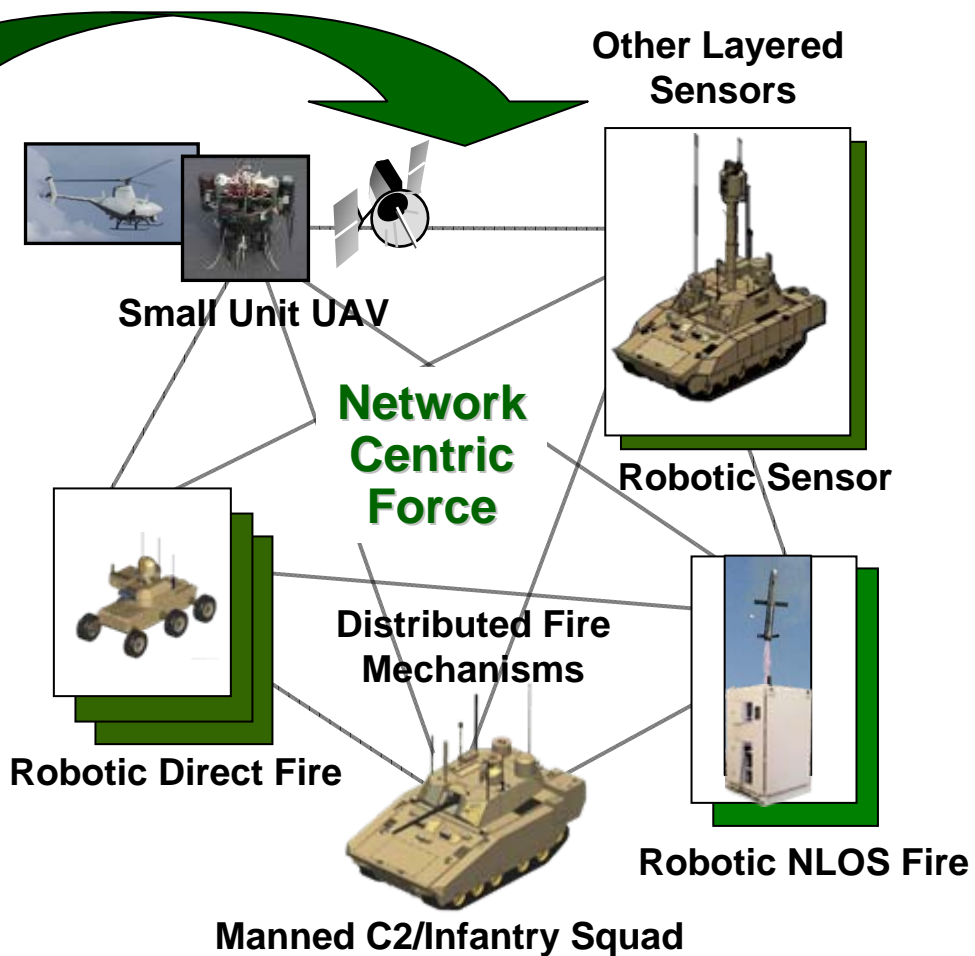 Other Layered
Sensors
Small Unit UAV
Network
Centric
Force
Robotic Sensor
Distributed Fire
Mechanisms
Robotic Direct Fire
Robotic NLOS Fire
Manned C2/Infantry Squad